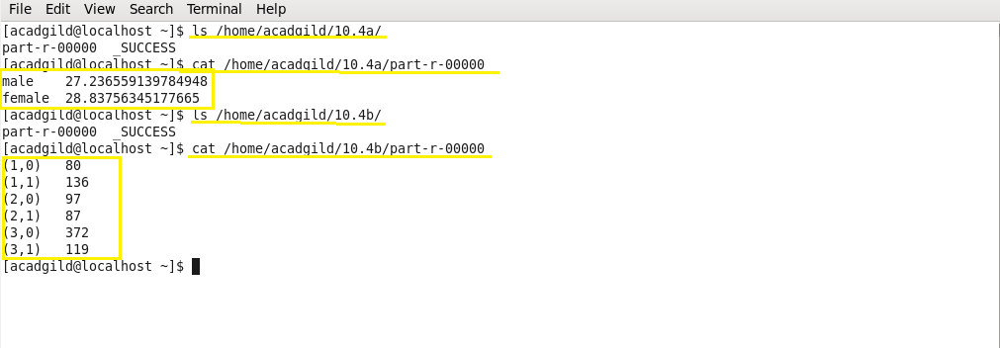 File Edit View Search Terminal Help
[acadgild@localhost ~]$ ls /home/acadgild/10.4a/
part-r-00000  _SUCCESS
[acadgild@localhost ~]$ cat /home/acadgild/10.4a/part-r-00000
male    27.236559139784948
female  28.83756345177665
[acadgild@localhost ~]$ ls /home/acadgild/10.4b/
part-r-00000  _SUCCESS
[acadgild@localhost ~]$ cat /home/acadgild/10.4b/part-r-00000
(1,0)   80
(1,1)   136
(2,0)   97
(2,1)   87
(3,0)   372
(3,1)   119
[acadgild@localhost ~]$